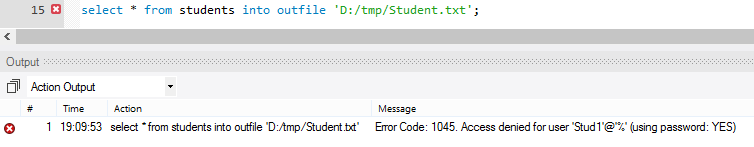 15 select * from students into outfile 'D:/tmp/Student.txt';
Output
Action Output
# Time Action Message
1 19:09:53 select * from students into outfile 'D:/tmp/Student.txt' Error Code: 1045. Access denied for user 'Stud1'@'%' (using password: YES)